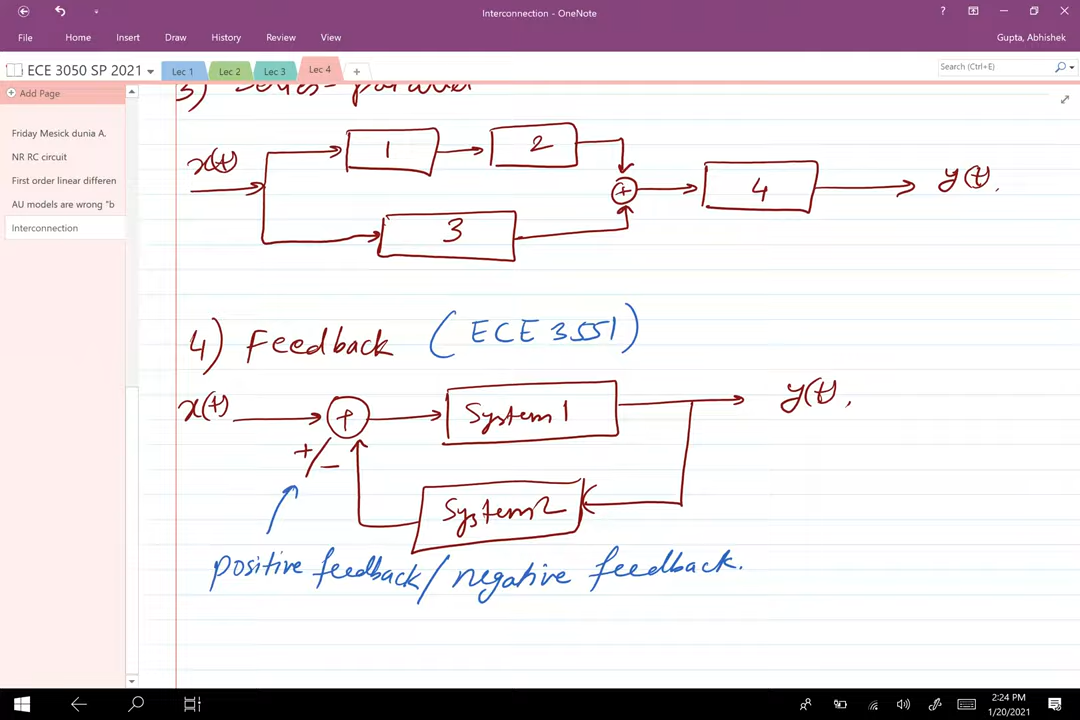 Interconnection - OneNote
File Home Insert Draw History Review View
Gupta, Abhishek
ECE 3050 SP 2021
Lec 1 Lec 2 Lec 3 Lec 4
Search (Ctrl+E)
Add Page
Friday Mesick dunia A.
NR RC circuit
First order linear differen
AU models are wrong "b
Interconnection
3) Series-parallel
x(t) 1 2 + 4 y(t).
3
4) Feedback (ECE 3551)
x(t) + System 1 y(t).
+/-
System 2
positive feedback/negative feedback.
2:24 PM
1/20/2021